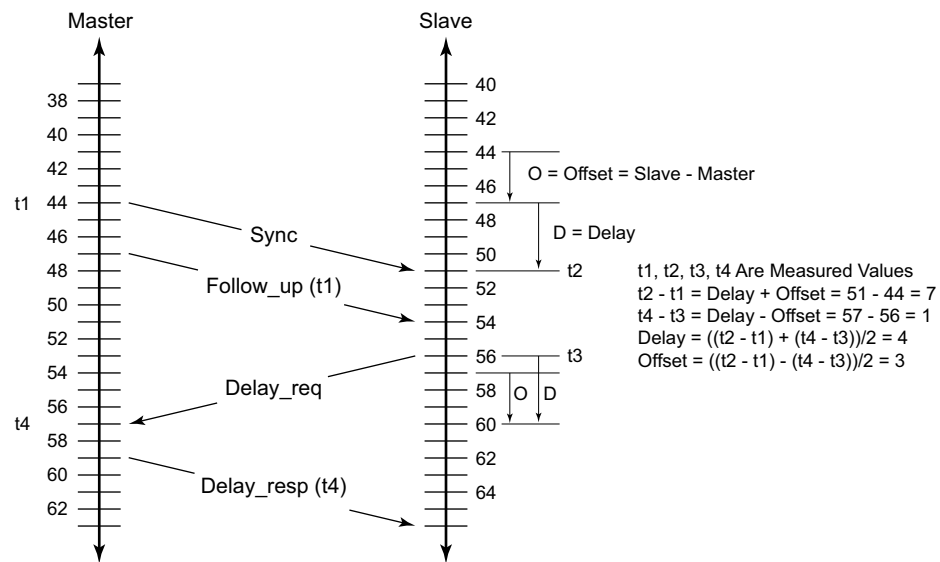 Master
Slave
38
40
42
t1
44
46
48
50
52
54
t4
56
58
60
62
Sync
Follow_up (t1)
Delay_req
Delay_resp (t4)
40
42
44
46
48
50
t2
52
54
56
t3
58
60
62
64
O = Offset = Slave - Master
D = Delay
O
D
t1, t2, t3, t4 Are Measured Values
t2 - t1 = Delay + Offset = 51 - 44 = 7
t4 - t3 = Delay - Offset = 57 - 56 = 1
Delay = ((t2 - t1) + (t4 - t3))/2 = 4
Offset = ((t2 - t1) - (t4 - t3))/2 = 3